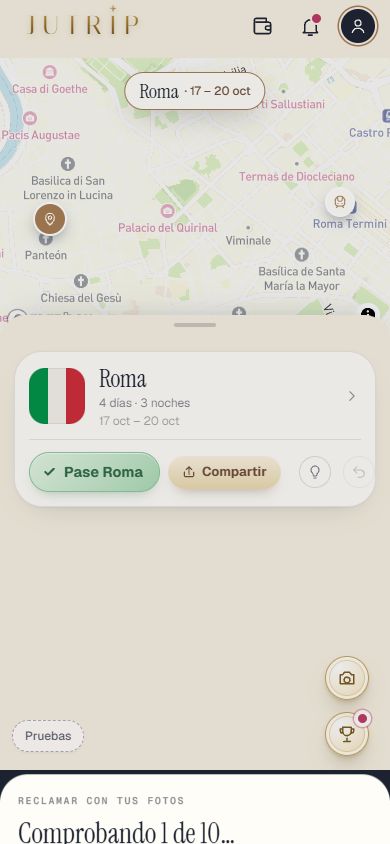 JUTRIP
Roma · 17 – 20 oct
Casa di Goethe
rti Sallustiani
Pacis Augustae
Castro P
Basilica di San
Lorenzo in Lucina
Termas de Diocleciano
Palacio del Quirinal
Roma Termini
Viminale
Panteón
Basílica de Santa
María la Mayor
Chiesa del Gesù
Roma
4 días · 3 noches
17 oct – 20 oct
Pase Roma
Compartir
Pruebas
RECLAMAR CON TUS FOTOS
Comprobando 1 de 10...